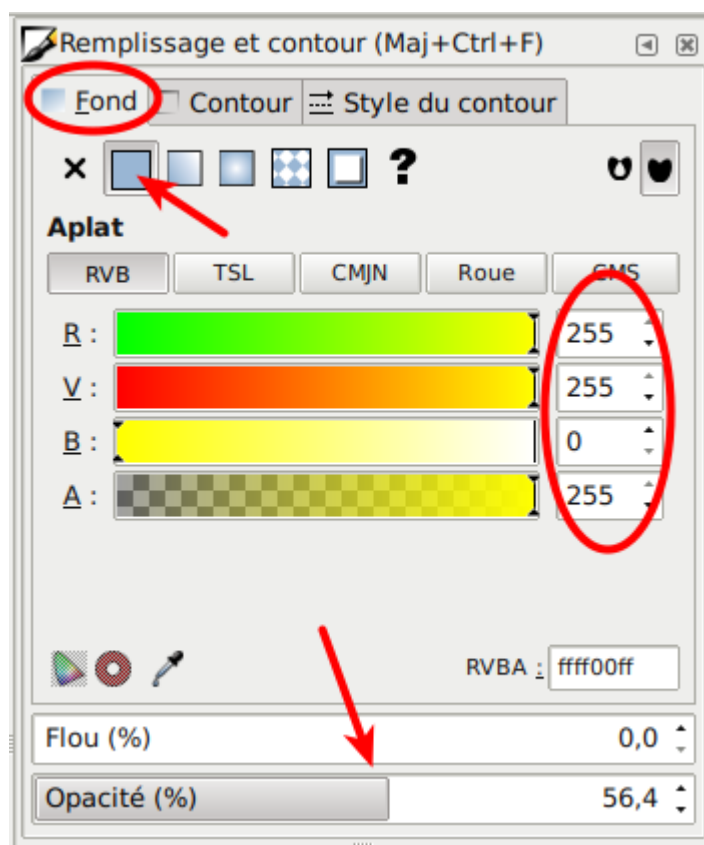 Remplissage et contour (Maj+Ctrl+F)
Fond Contour Style du contour
?
Aplat
RVB TSL CMJN Roue CMS
R : 255
V : 255
B : 0
A : 255
RVBA : ffff00ff
Flou (%) 0,0
Opacité (%) 56,4